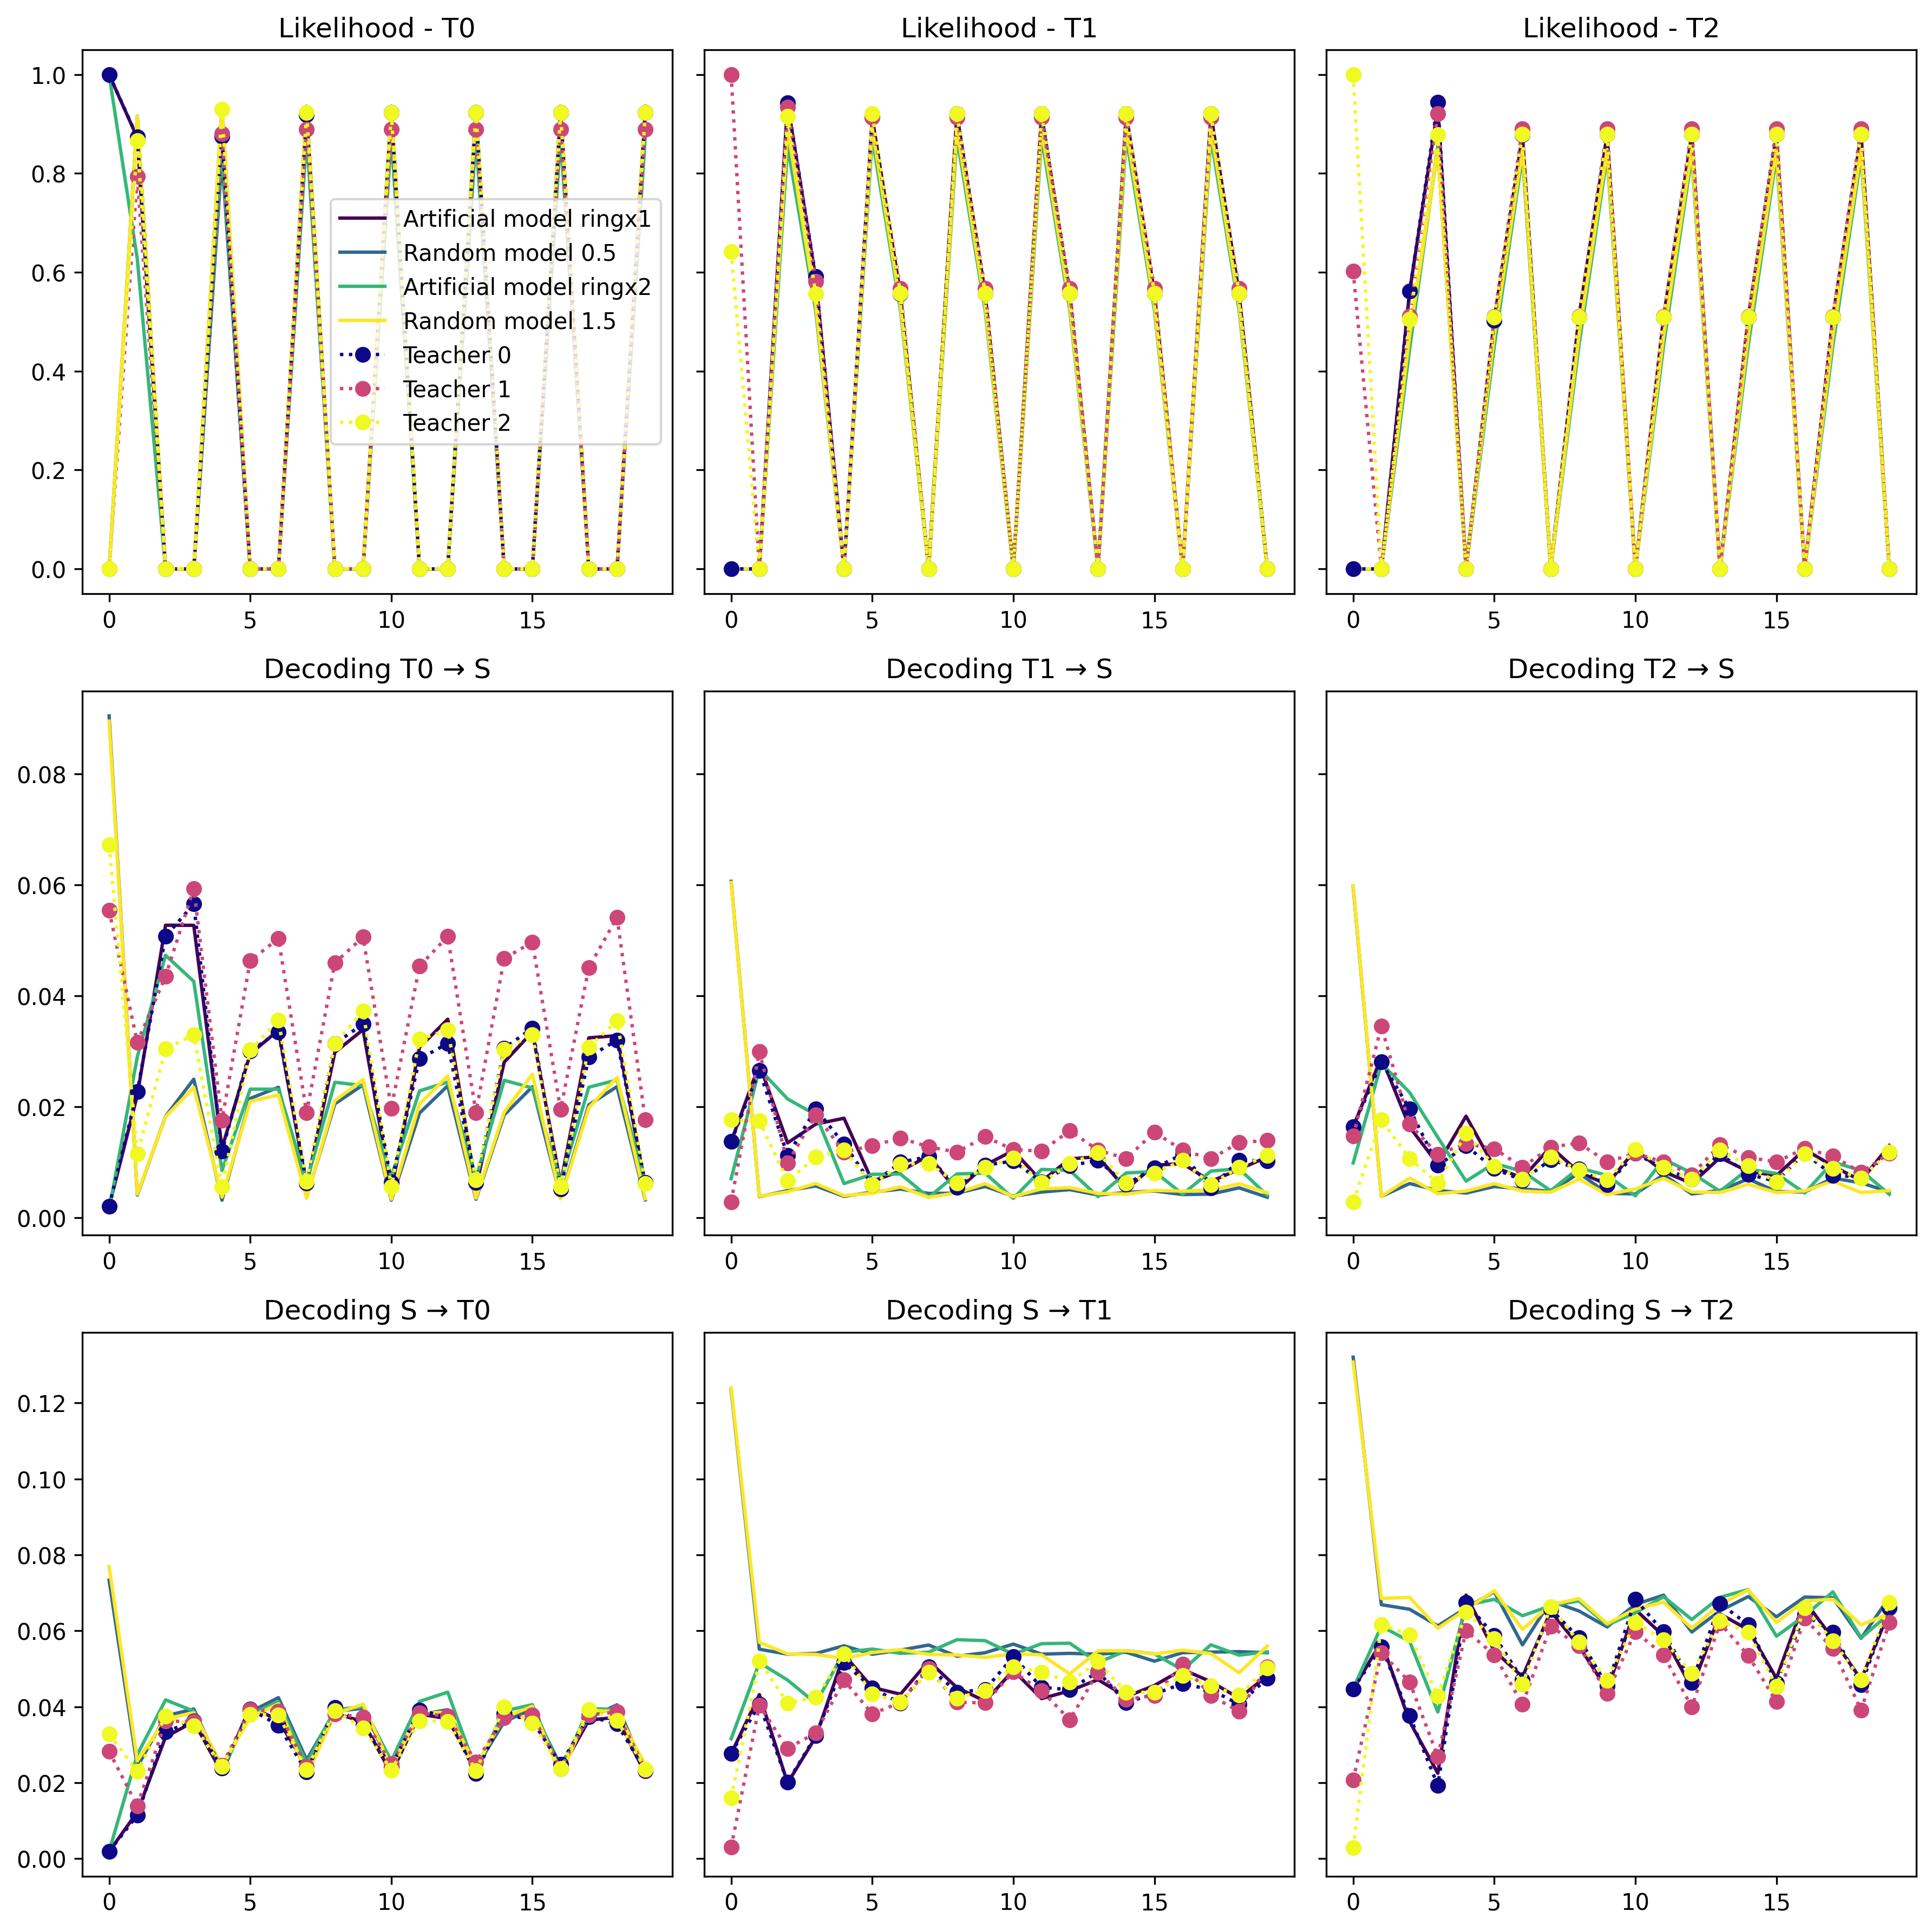 Likelihood - T0
Likelihood - T1
Likelihood - T2
1.0
0.8
0.6
0.4
0.2
0.0
Artificial model ringx1
Random model 0.5
Artificial model ringx2
Random model 1.5
Teacher 0
Teacher 1
Teacher 2
0 5 10 15
0 5 10 15
0 5 10 15
Decoding T0 → S
Decoding T1 → S
Decoding T2 → S
0.08
0.06
0.04
0.02
0.00
0 5 10 15
0 5 10 15
0 5 10 15
Decoding S → T0
Decoding S → T1
Decoding S → T2
0.12
0.10
0.08
0.06
0.04
0.02
0.00
0 5 10 15
0 5 10 15
0 5 10 15